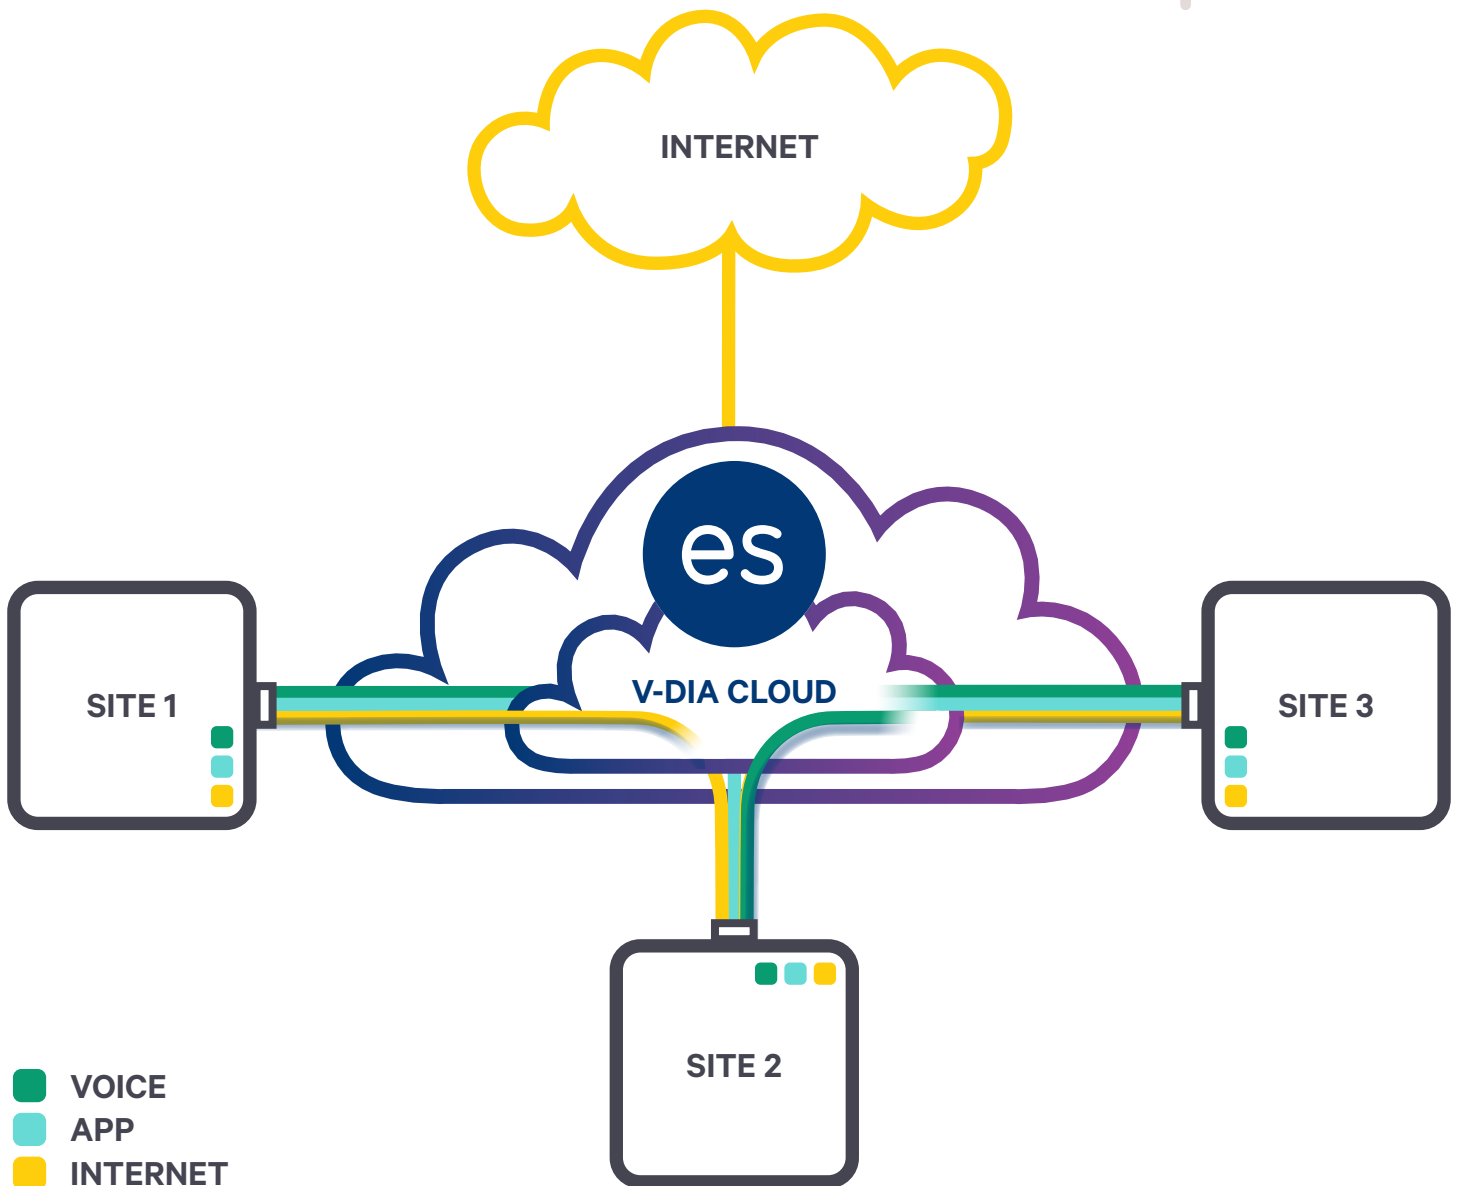 INTERNET
es
V-DIA CLOUD
SITE 1
SITE 3
SITE 2
VOICE
APP
INTERNET